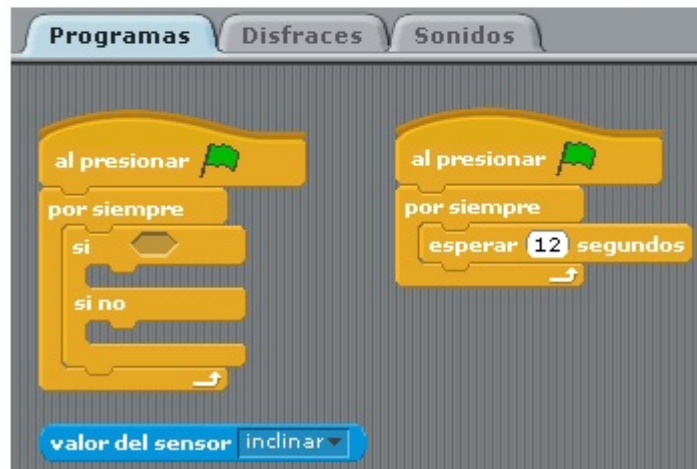 Programas Disfraces Sonidos
al presionar
por siempre
si
si no
valor del sensor inclinar
al presionar
por siempre
esperar 12 segundos